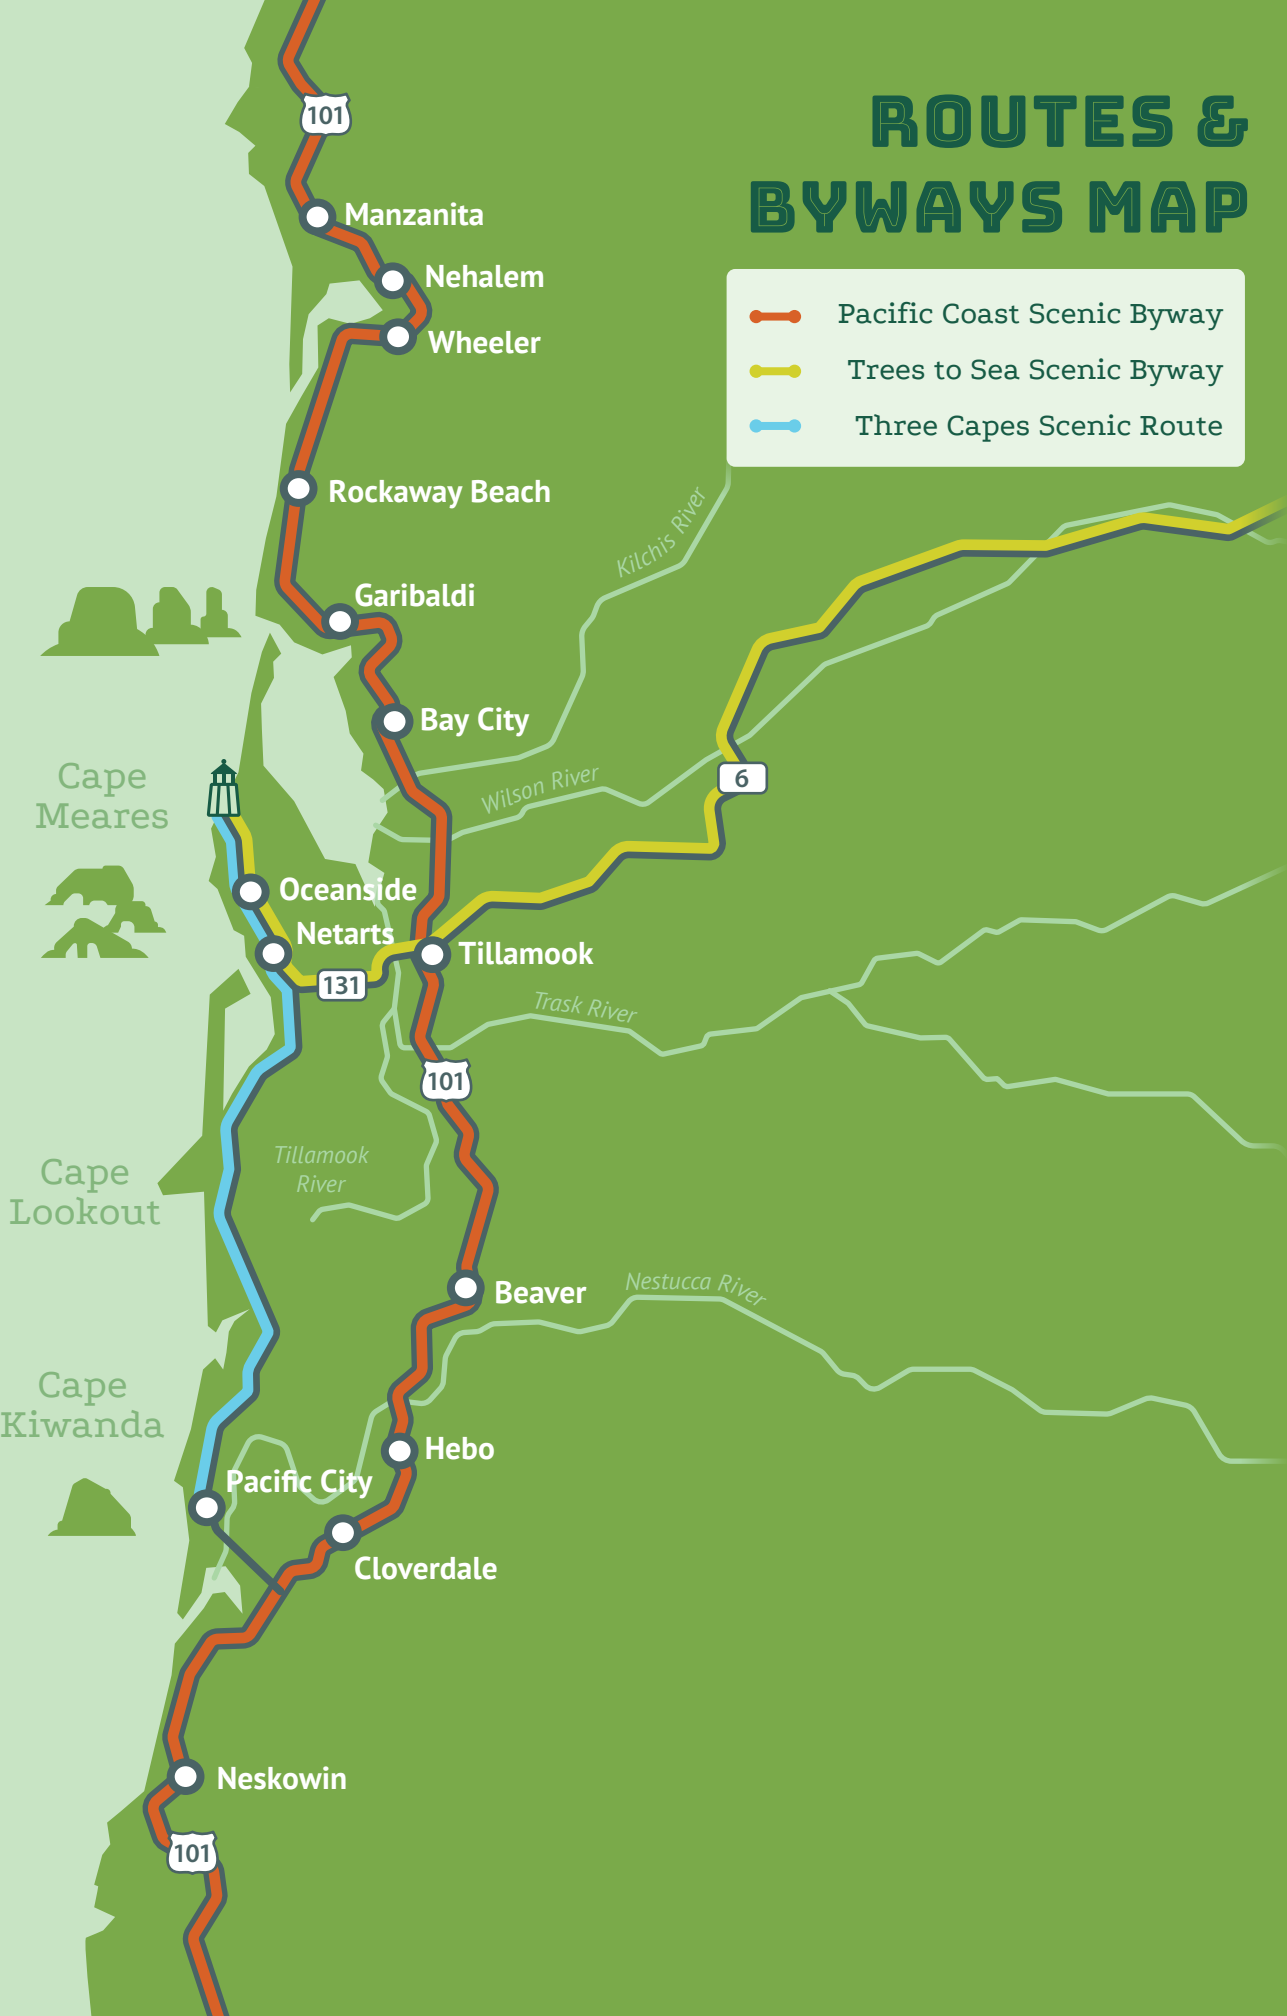 ROUTES &
BYWAYS MAP
Pacific Coast Scenic Byway
Trees to Sea Scenic Byway
Three Capes Scenic Route
101
Manzanita
Nehalem
Wheeler
Rockaway Beach
Kilchis River
Garibaldi
Bay City
Cape
Meares
Wilson River
6
Oceanside
Netarts
Tillamook
131
Trask River
101
Tillamook
River
Cape
Lookout
Beaver
Nestucca River
Cape
Kiwanda
Hebo
Pacific City
Cloverdale
Neskowin
101